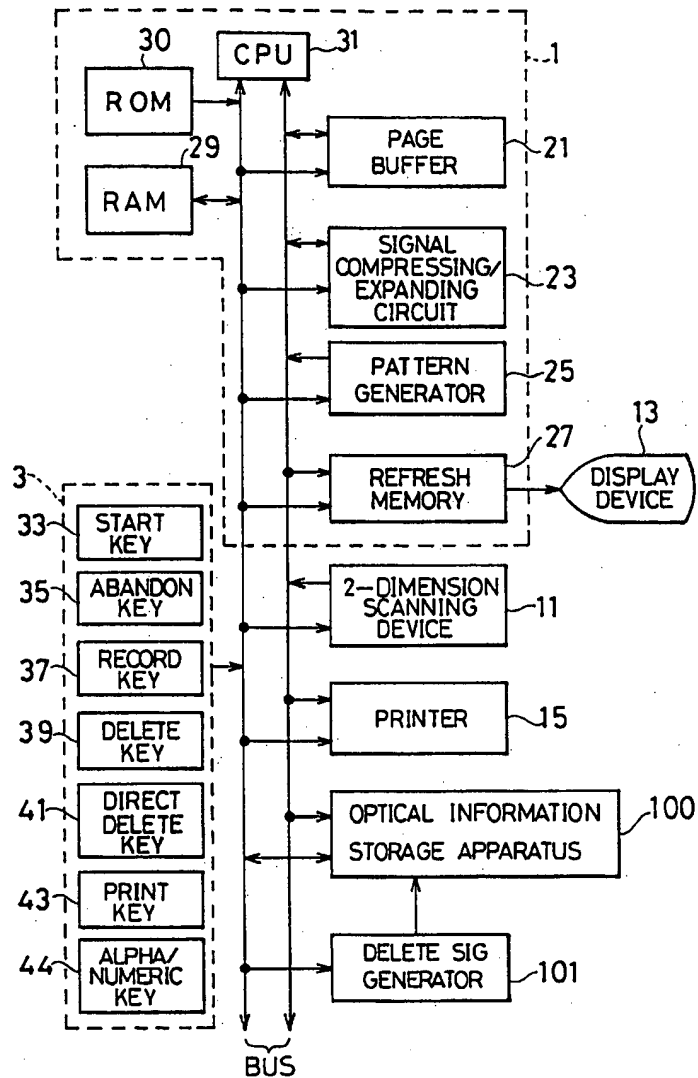 30
CPU
31
1
ROM
29
RAM
PAGE
BUFFER
21
SIGNAL
COMPRESSING/
EXPANDING
CIRCUIT
23
PATTERN
GENERATOR
25
27
13
REFRESH
MEMORY
DISPLAY
DEVICE
3
33
START
KEY
35
ABANDON
KEY
37
RECORD
KEY
39
DELETE
KEY
41
DIRECT
DELETE
KEY
43
PRINT
KEY
44
ALPHA/
NUMERIC
KEY
2-DIMENSION
SCANNING
DEVICE
11
PRINTER
15
OPTICAL INFORMATION
STORAGE APPARATUS
100
DELETE SIG
GENERATOR
101
BUS